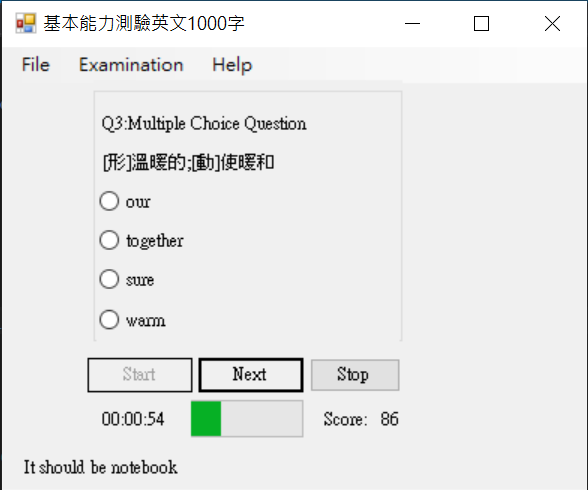 基本能力測驗英文1000字
File Examination Help
Q3:Multiple Choice Question
[形]溫暖的;[動]使暖和
our
together
sure
warm
Start Next Stop
00:00:54 Score: 86
It should be notebook